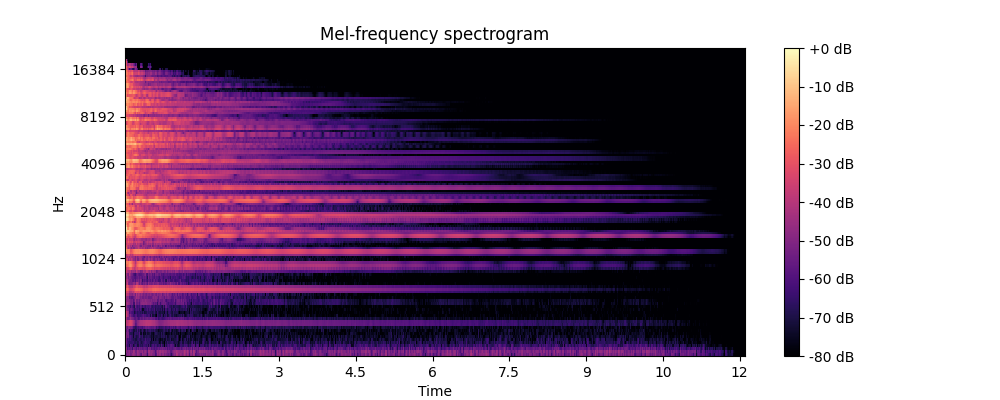 Mel-frequency spectrogram
Hz
16384
8192
4096
2048
1024
512
0
0 1.5 3 4.5 6 7.5 9 10 12
Time
+0 dB
-10 dB
-20 dB
-30 dB
-40 dB
-50 dB
-60 dB
-70 dB
-80 dB